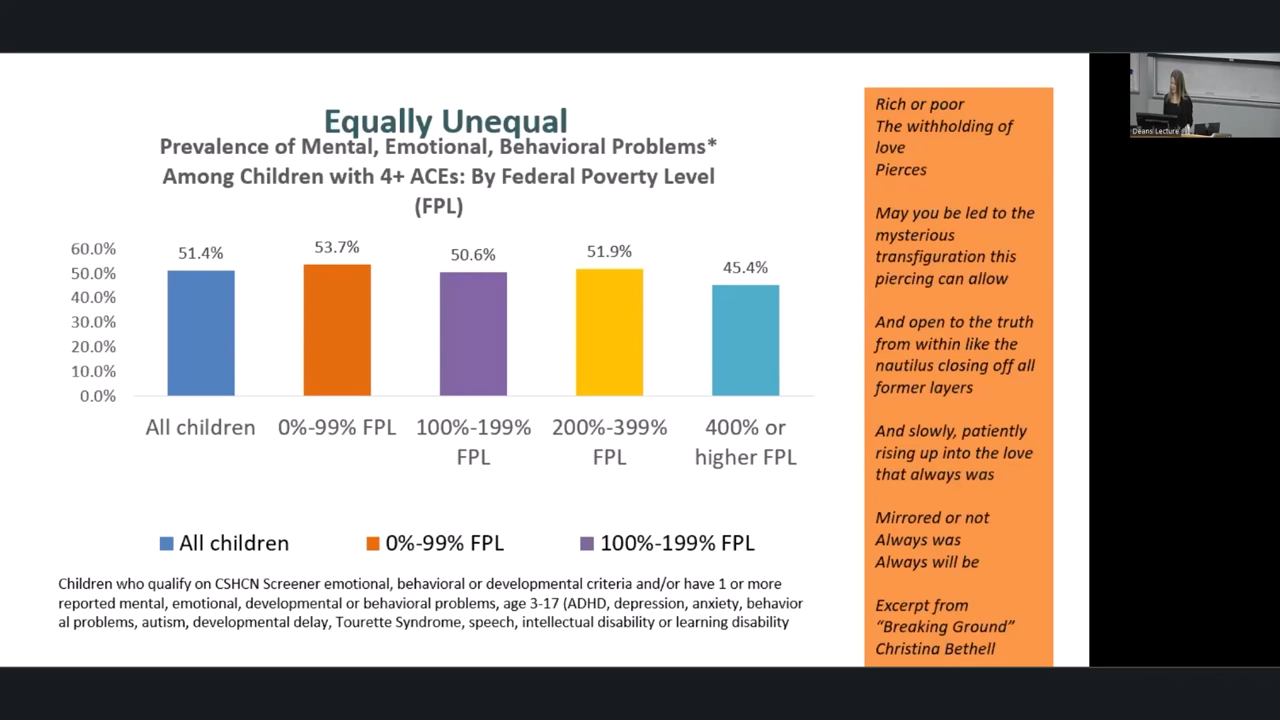 Equally Unequal
Prevalence of Mental, Emotional, Behavioral Problems*
Among Children with 4+ ACEs: By Federal Poverty Level
(FPL)
60.0%
50.0%
40.0%
30.0%
20.0%
10.0%
0.0%
51.4%
53.7%
50.6%
51.9%
45.4%
All children
0%-99% FPL
100%-199%
FPL
200%-399%
FPL
400% or
higher FPL
All children
0%-99% FPL
100%-199% FPL
Children who qualify on CSHCN Screener emotional, behavioral or developmental criteria and/or have 1 or more
reported mental, emotional, developmental or behavioral problems, age 3-17 (ADHD, depression, anxiety, behavior
al problems, autism, developmental delay, Tourette Syndrome, speech, intellectual disability or learning disability
Rich or poor
The withholding of
love
Pierces
May you be led to the
mysterious
transfiguration this
piercing can allow
And open to the truth
from within like the
nautilus closing off all
former layers
And slowly, patiently
rising up into the love
that always was
Mirrored or not
Always was
Always will be
Excerpt from
“Breaking Ground”
Christina Bethell
Deans Lecture